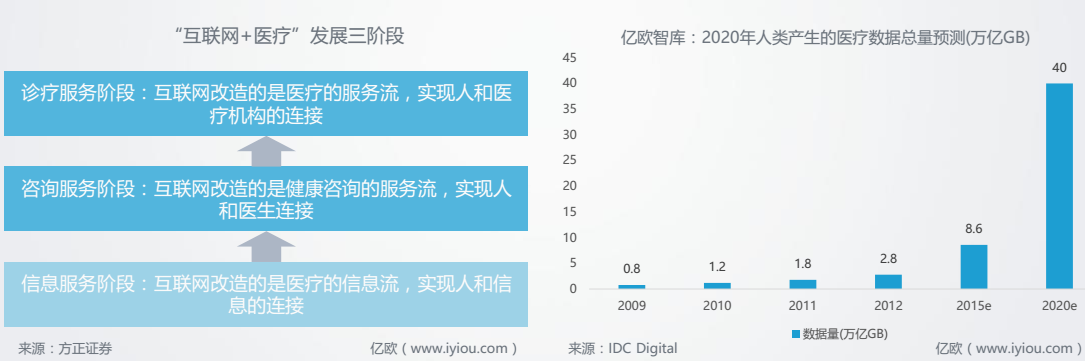 “互联网+医疗”发展三阶段
诊疗服务阶段：互联网改造的是医疗的服务流，实现人和医
疗机构的连接
咨询服务阶段：互联网改造的是健康咨询的服务流，实现人
和医生连接
信息服务阶段：互联网改造的是医疗的信息流，实现人和信
息的连接
来源：方正证券
亿欧（www.iyiou.com）
亿欧智库：2020年人类产生的医疗数据总量预测(万亿GB)
45
40
35
30
25
20
15
10
5
0
0.8
1.2
1.8
2.8
8.6
40
2009
2010
2011
2012
2015e
2020e
数据量(万亿GB)
来源：IDC Digital
亿欧（www.iyiou.com）